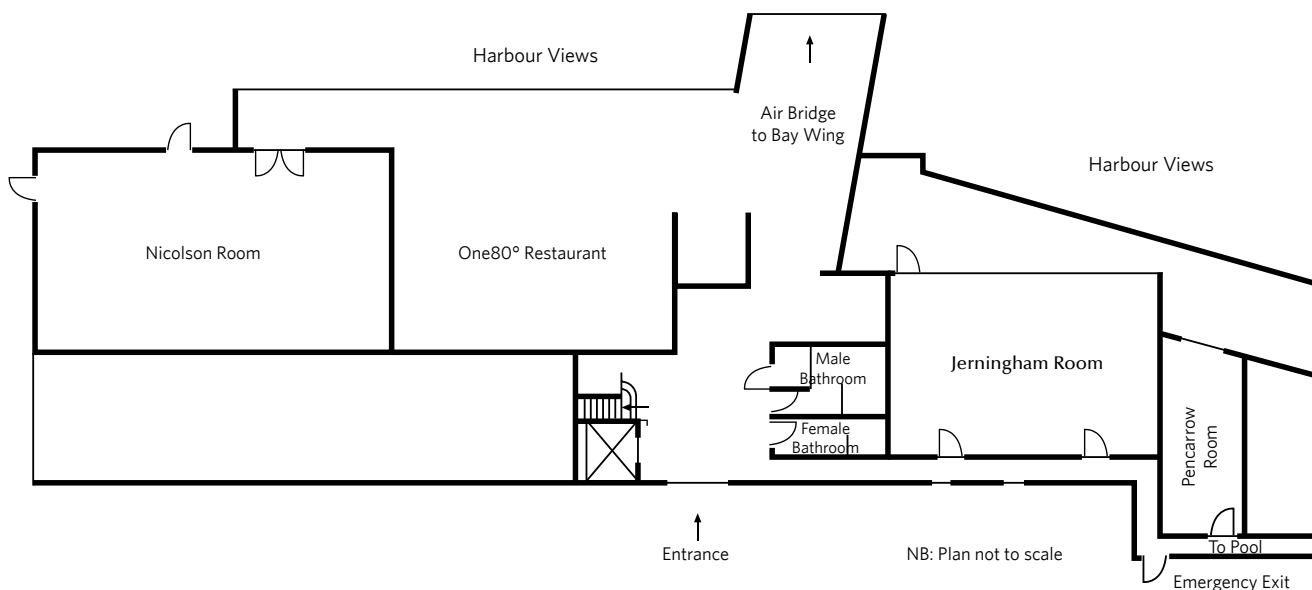 Harbour Views
Air Bridge
to Bay Wing
Harbour Views
Nicolson Room
One80° Restaurant
Male
Bathroom
Jerningham Room
Female
Bathroom
Pencarrow
Room
Entrance
NB: Plan not to scale
To Pool
Emergency Exit